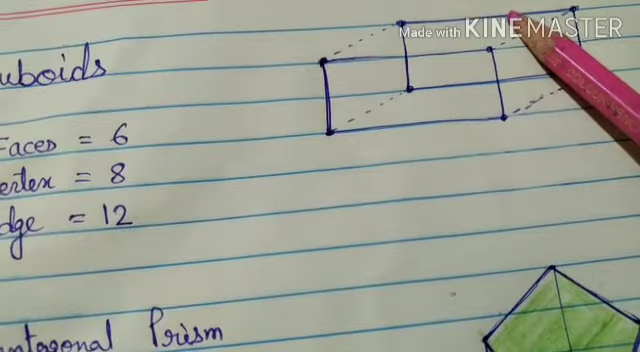 Made with KINEMASTER
uboids
Faces = 6
ertex = 8
dge = 12
ntagonal Prism